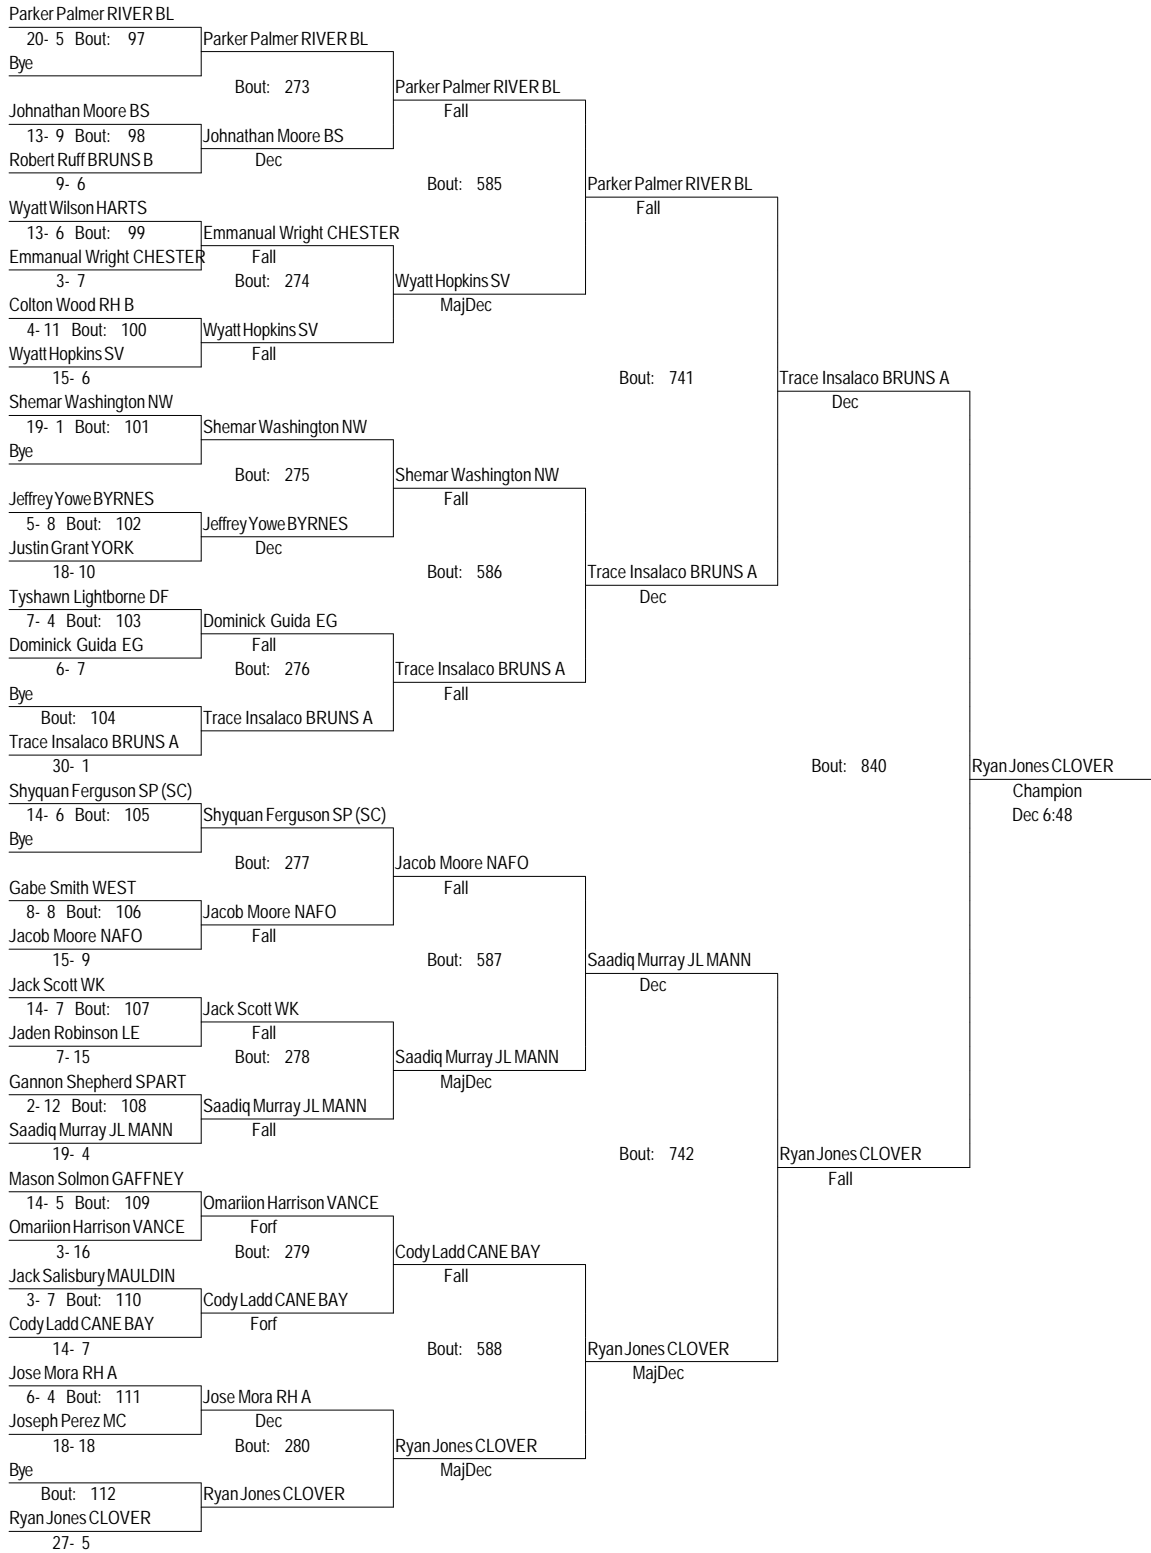 Parker Palmer RIVER BL
20- 5 Bout: 97 Parker Palmer RIVER BL
Bye
Bout: 273 Parker Palmer RIVER BL
Johnathan Moore BS Fall
13- 9 Bout: 98 Johnathan Moore BS
Robert Ruff BRUNS B Dec
9- 6 Bout: 585 Parker Palmer RIVER BL
Wyatt Wilson HARTS Fall
13- 6 Bout: 99 Emmanual Wright CHESTER
Emmanual Wright CHESTER Fall
3- 7 Bout: 274 Wyatt Hopkins SV
Colton Wood RH B MajDec
4- 11 Bout: 100 Wyatt Hopkins SV
Wyatt Hopkins SV Fall
15- 6 Bout: 741 Trace Insalaco BRUNS A
Shemar Washington NW Dec
19- 1 Bout: 101 Shemar Washington NW
Bye
Bout: 275 Shemar Washington NW
Jeffrey Yowe BYRNES Fall
5- 8 Bout: 102 Jeffrey Yowe BYRNES
Justin Grant YORK Dec
18- 10 Bout: 586 Trace Insalaco BRUNS A
Tyshawn Lightborne DF Dec
7- 4 Bout: 103 Dominick Guida EG
Dominick Guida EG Fall
6- 7 Bout: 276 Trace Insalaco BRUNS A
Bye Fall
Bout: 104 Trace Insalaco BRUNS A
Trace Insalaco BRUNS A
30- 1 Bout: 840 Ryan Jones CLOVER
Shyquan Ferguson SP (SC) Champion
14- 6 Bout: 105 Shyquan Ferguson SP (SC) Dec 6:48
Bye
Bout: 277 Jacob Moore NAFO
Gabe Smith WEST Fall
8- 8 Bout: 106 Jacob Moore NAFO
Jacob Moore NAFO Fall
15- 9 Bout: 587 Saadiq Murray JL MANN
Jack Scott WK Dec
14- 7 Bout: 107 Jack Scott WK
Jaden Robinson LE Fall
7- 15 Bout: 278 Saadiq Murray JL MANN
Gannon Shepherd SPART MajDec
2- 12 Bout: 108 Saadiq Murray JL MANN
Saadiq Murray JL MANN Fall
19- 4 Bout: 742 Ryan Jones CLOVER
Mason Solmon GAFFNEY Fall
14- 5 Bout: 109 Omariion Harrison VANCE
Omariion Harrison VANCE Forf
3- 16 Bout: 279 Cody Ladd CANE BAY
Jack Salisbury MAULDIN Fall
3- 7 Bout: 110 Cody Ladd CANE BAY
Cody Ladd CANE BAY Forf
14- 7 Bout: 588 Ryan Jones CLOVER
Jose Mora RH A MajDec
6- 4 Bout: 111 Jose Mora RH A
Joseph Perez MC Dec
18- 18 Bout: 280 Ryan Jones CLOVER
Bye MajDec
Bout: 112 Ryan Jones CLOVER
Ryan Jones CLOVER
27- 5